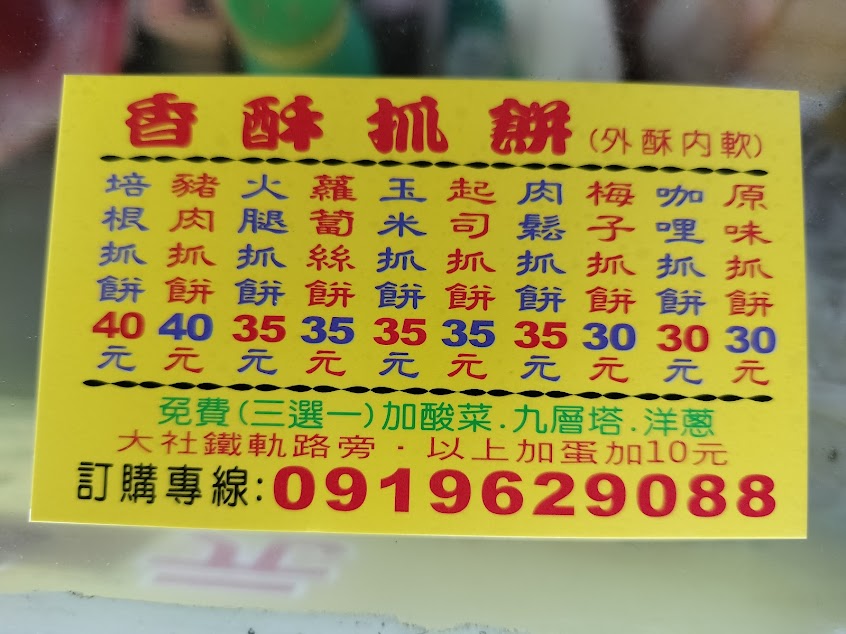 香酥抓餅(外酥内軟)
原味抓餅30元
咖哩抓餅30元
梅子抓餅30元
肉鬆抓餅35元
起司抓餅35元
玉米抓餅35元
蘿蔔絲餅35元
火腿抓餅35元
豬肉抓餅40元
培根抓餅40元
免費(三選一)加酸菜.九層塔.洋蔥
大社鐵軌路旁·以上加蛋加10元
訂購專線:0919629088